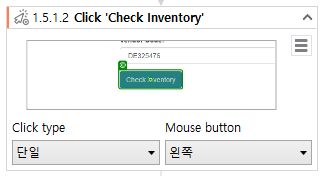 1.5.1.2 Click 'Check Inventory'
DE325476
Check Inventory
Click type
Mouse button
단일
왼쪽